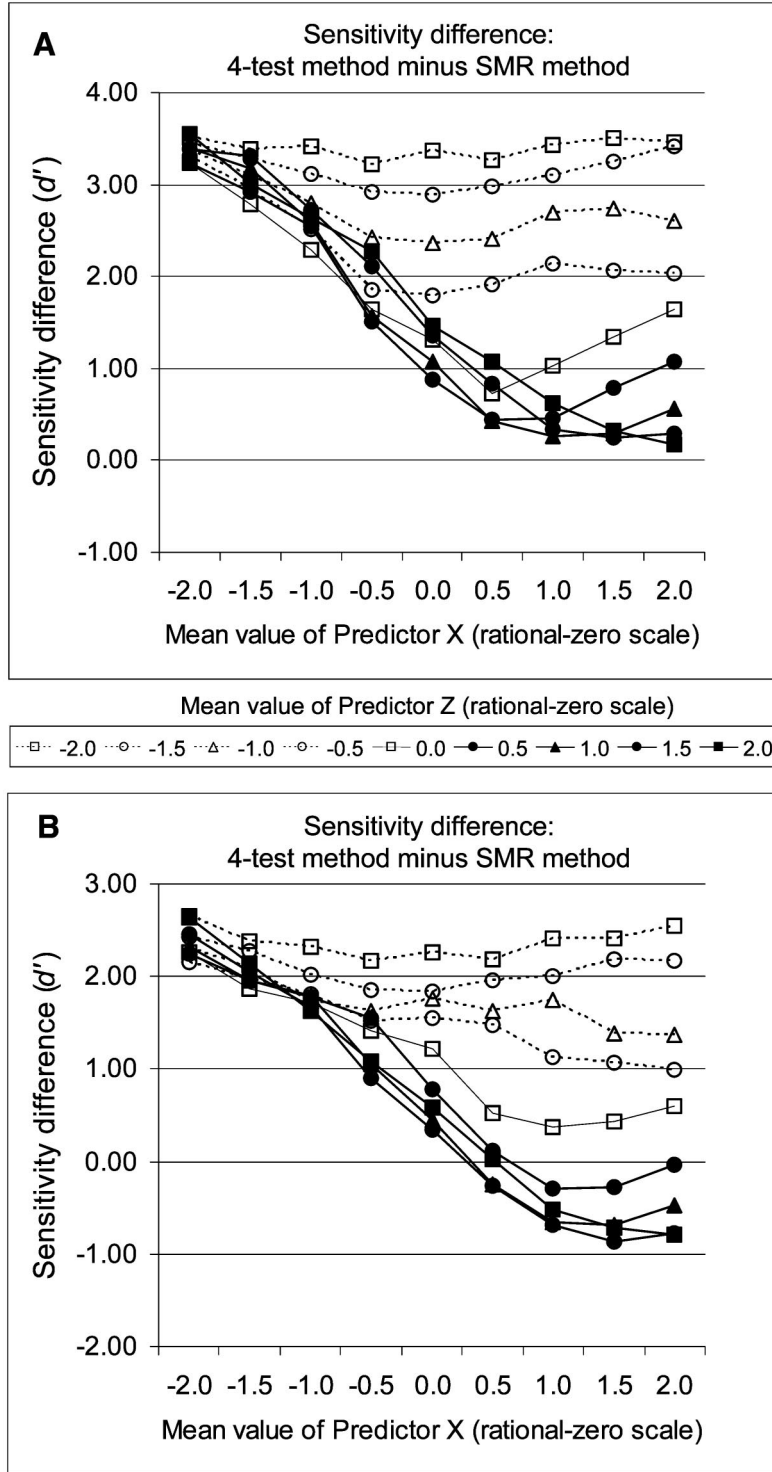 A
Sensitivity difference:
4-test method minus SMR method
Sensitivity difference (d′)
4.00
3.00
2.00
1.00
0.00
-1.00
-2.0 -1.5 -1.0 -0.5 0.0 0.5 1.0 1.5 2.0
Mean value of Predictor X (rational-zero scale)
Mean value of Predictor Z (rational-zero scale)
-2.0 -1.5 -1.0 -0.5 0.0 0.5 1.0 1.5 2.0
B
Sensitivity difference:
4-test method minus SMR method
Sensitivity difference (d′)
3.00
2.00
1.00
0.00
-1.00
-2.00
-2.0 -1.5 -1.0 -0.5 0.0 0.5 1.0 1.5 2.0
Mean value of Predictor X (rational-zero scale)